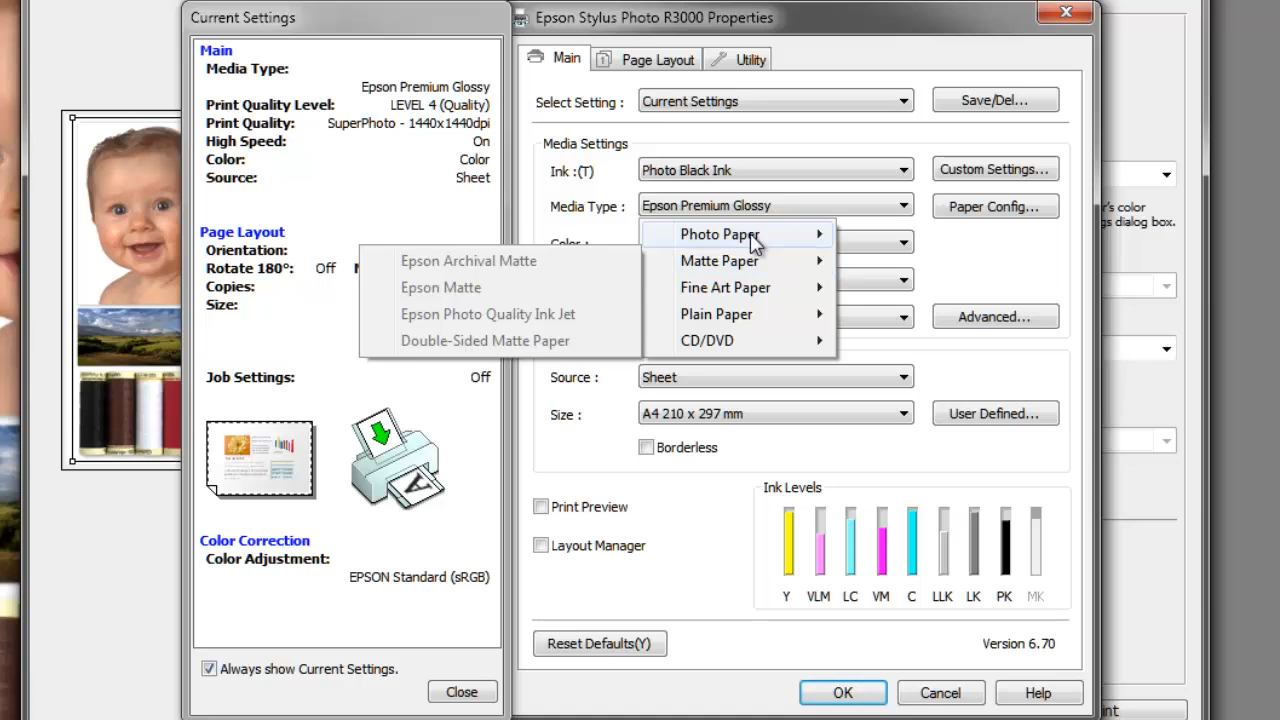 Current Settings
Main
Media Type:
Epson Premium Glossy
Print Quality Level: LEVEL 4 (Quality)
Print Quality: SuperPhoto - 1440x1440dpi
High Speed: On
Color: Color
Source: Sheet
Page Layout
Orientation:
Rotate 180°: Off
Copies:
Size:
Job Settings: Off
Color Correction
Color Adjustment:
EPSON Standard (sRGB)
Always show Current Settings.
Close
Epson Stylus Photo R3000 Properties
Main Page Layout Utility
Select Setting : Current Settings Save/Del...
Media Settings
Ink :(T) Photo Black Ink Custom Settings...
Media Type : Epson Premium Glossy Paper Config...
Color :
Photo Paper
Matte Paper
Fine Art Paper
Plain Paper
CD/DVD
Epson Archival Matte
Epson Matte
Epson Photo Quality Ink Jet
Double-Sided Matte Paper
Advanced...
Source : Sheet
Size : A4 210 x 297 mm User Defined...
Borderless
Print Preview
Layout Manager
Ink Levels
Y VLM LC VM C LLK LK PK MK
Reset Defaults(Y) Version 6.70
OK Cancel Help
's color
gs dialog box.